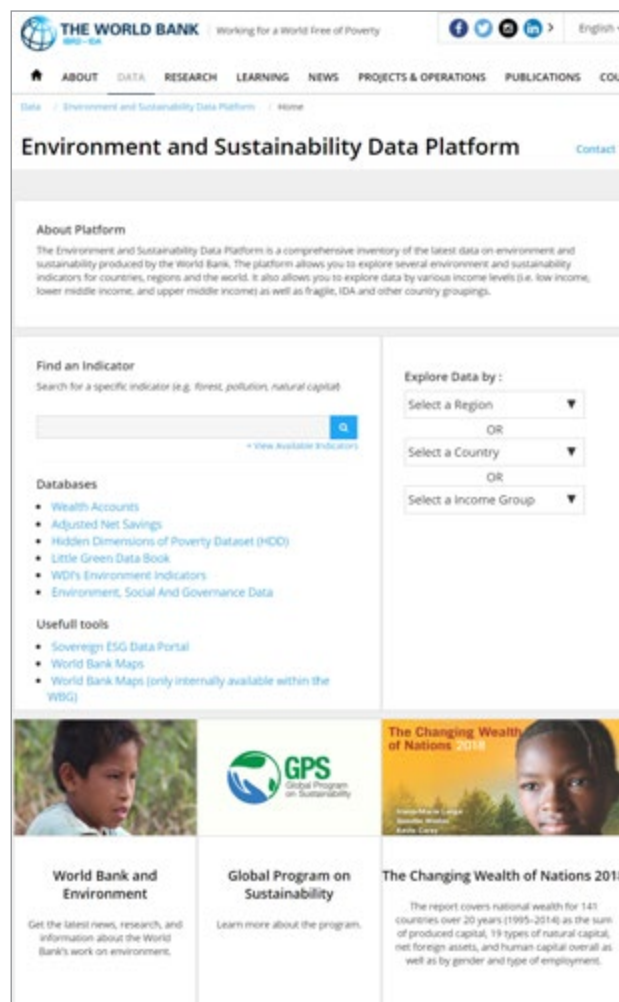 THE WORLD BANK
IBRD - IDA
Working for a World Free of Poverty
English
ABOUT DATA RESEARCH LEARNING NEWS PROJECTS & OPERATIONS PUBLICATIONS COU
Data / Environment and Sustainability Data Platform / Home
Environment and Sustainability Data Platform
Contact
About Platform
The Environment and Sustainability Data Platform is a comprehensive inventory of the latest data on environment and
sustainability produced by the World Bank. The platform allows you to explore several environment and sustainability
indicators for countries, regions and the world. It also allows you to explore data by various income levels (i.e. low income,
lower middle income, and upper middle income) as well as fragile, IDA and other country groupings.
Find an Indicator
Search for a specific indicator (e.g. forest, pollution, natural capital)
+ View Available Indicators
Databases
• Wealth Accounts
• Adjusted Net Savings
• Hidden Dimensions of Poverty Dataset (HDD)
• Little Green Data Book
• WDI's Environment Indicators
• Environment, Social And Governance Data
Usefull tools
• Sovereign ESG Data Portal
• World Bank Maps
• World Bank Maps (only internally available within the
WBG)
Explore Data by :
Select a Region
OR
Select a Country
OR
Select a Income Group
GPS
Global Program
on Sustainability
The Changing Wealth
of Nations 2018
World Bank and
Environment
Get the latest news, research, and
information about the World
Bank's work on environment.
Global Program on
Sustainability
Learn more about the program.
The Changing Wealth of Nations 2018
The report covers national wealth for 141
countries over 20 years (1995–2014) as the sum
of produced capital, 19 types of natural capital,
net foreign assets, and human capital overall as
well as by gender and type of employment.